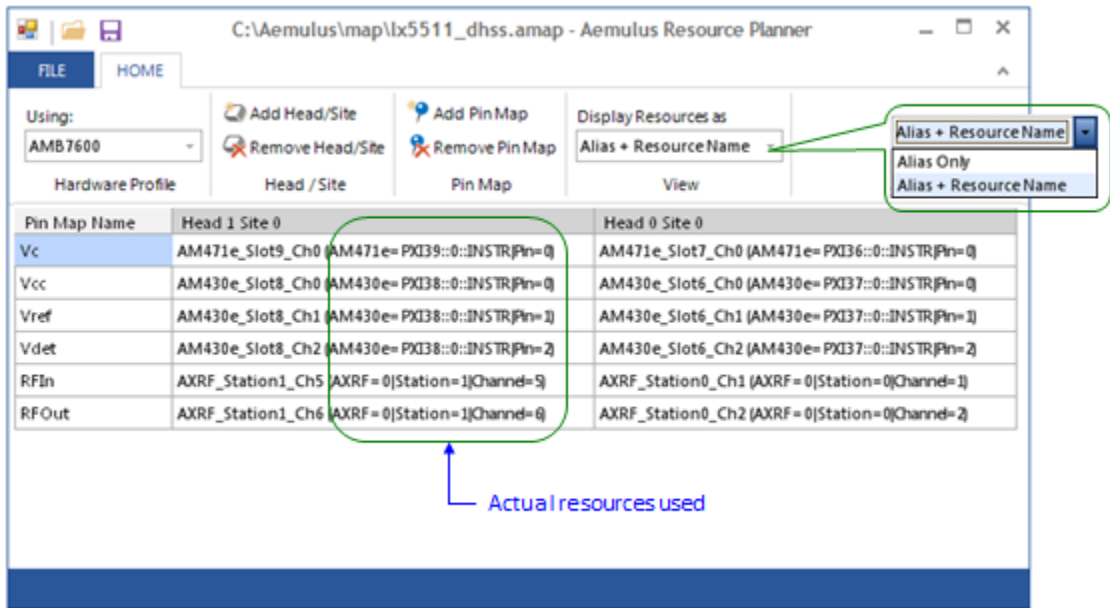 C:\Aemulus\map\lx5511_dhss.amap - Aemulus Resource Planner
FILE HOME
Using:
AMB7600
Hardware Profile
Add Head/Site
Remove Head/Site
Head / Site
Add Pin Map
Remove Pin Map
Pin Map
Display Resources as
Alias + Resource Name
View
Alias + Resource Name
Alias Only
Alias + Resource Name
Pin Map Name Head 1 Site 0 Head 0 Site 0
Vc AM471e_Slot9_Ch0 (AM471e=PXI39::0::INSTR|Pin=0) AM471e_Slot7_Ch0 (AM471e=PXI36::0::INSTR|Pin=0)
Vcc AM430e_Slot8_Ch0 (AM430e=PXI38::0::INSTR|Pin=0) AM430e_Slot6_Ch0 (AM430e=PXI37::0::INSTR|Pin=0)
Vref AM430e_Slot8_Ch1 (AM430e=PXI38::0::INSTR|Pin=1) AM430e_Slot6_Ch1 (AM430e=PXI37::0::INSTR|Pin=1)
Vdet AM430e_Slot8_Ch2 (AM430e=PXI38::0::INSTR|Pin=2) AM430e_Slot6_Ch2 (AM430e=PXI37::0::INSTR|Pin=2)
RFIn AXRF_Station1_Ch5 (AXRF=0|Station=1|Channel=5) AXRF_Station0_Ch1 (AXRF=0|Station=0|Channel=1)
RFOut AXRF_Station1_Ch6 (AXRF=0|Station=1|Channel=6) AXRF_Station0_Ch2 (AXRF=0|Station=0|Channel=2)
Actual resources used